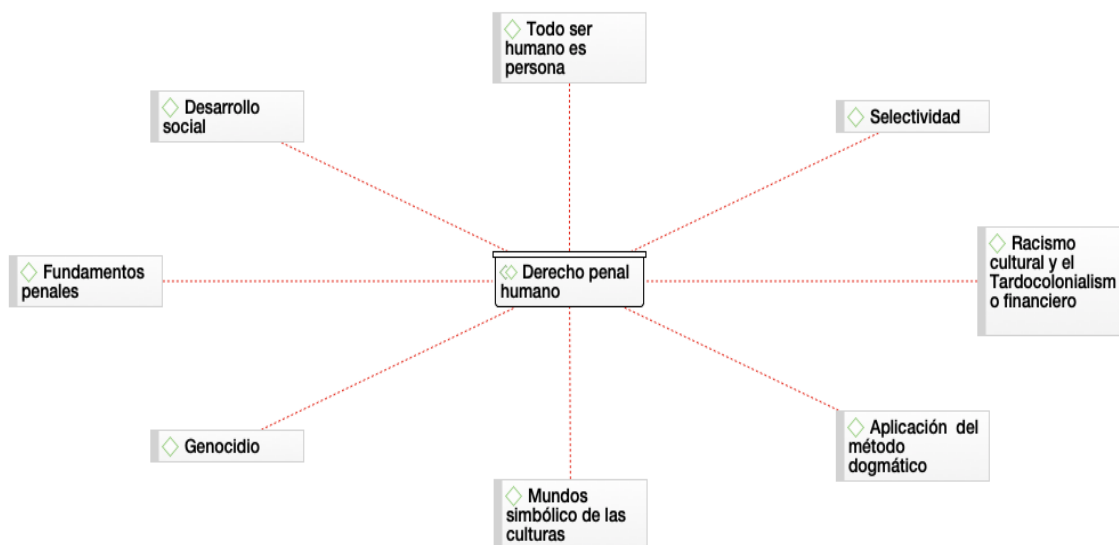 Todo ser
humano es
persona
Desarrollo
social
Selectividad
Racismo
cultural y el
Tardocolonialism
o financiero
Fundamentos
penales
Derecho penal
humano
Genocidio
Aplicación del
método
dogmático
Mundos
simbólico de las
culturas